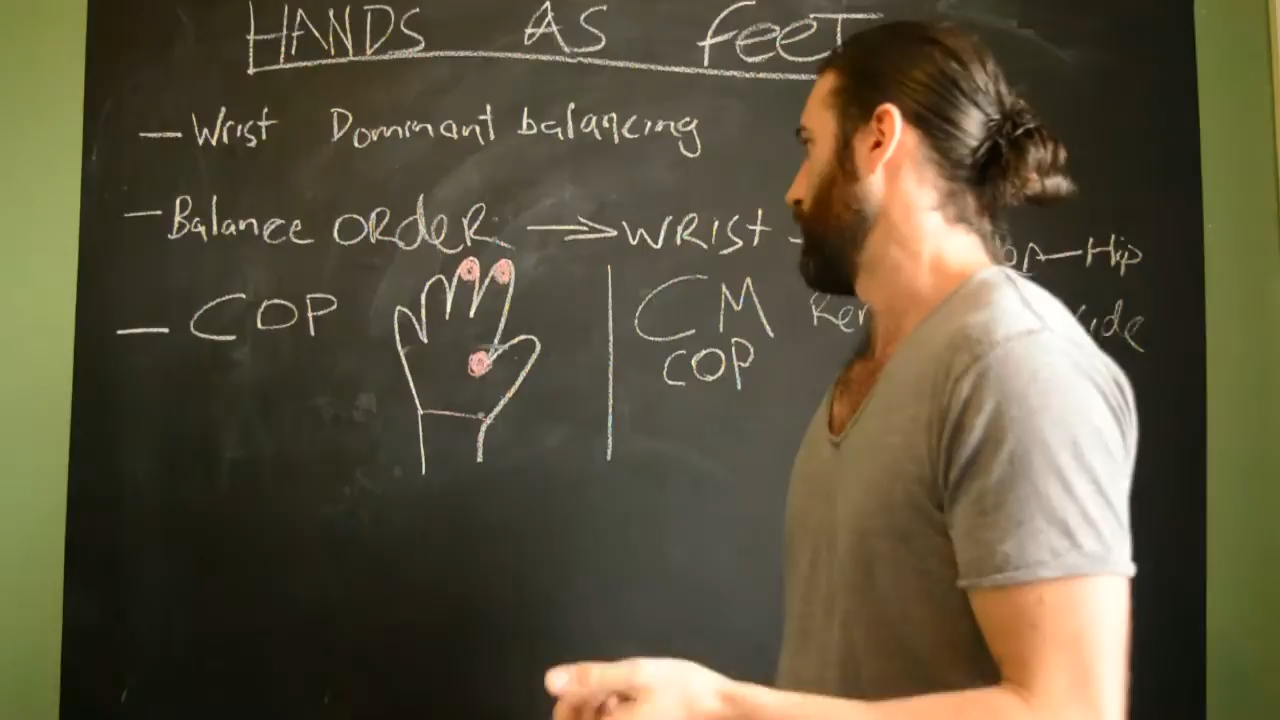 HANDS AS FEET
— Wrist Dominant balancing
— Balance ORder → WRist - Hip
— COP CM
COP